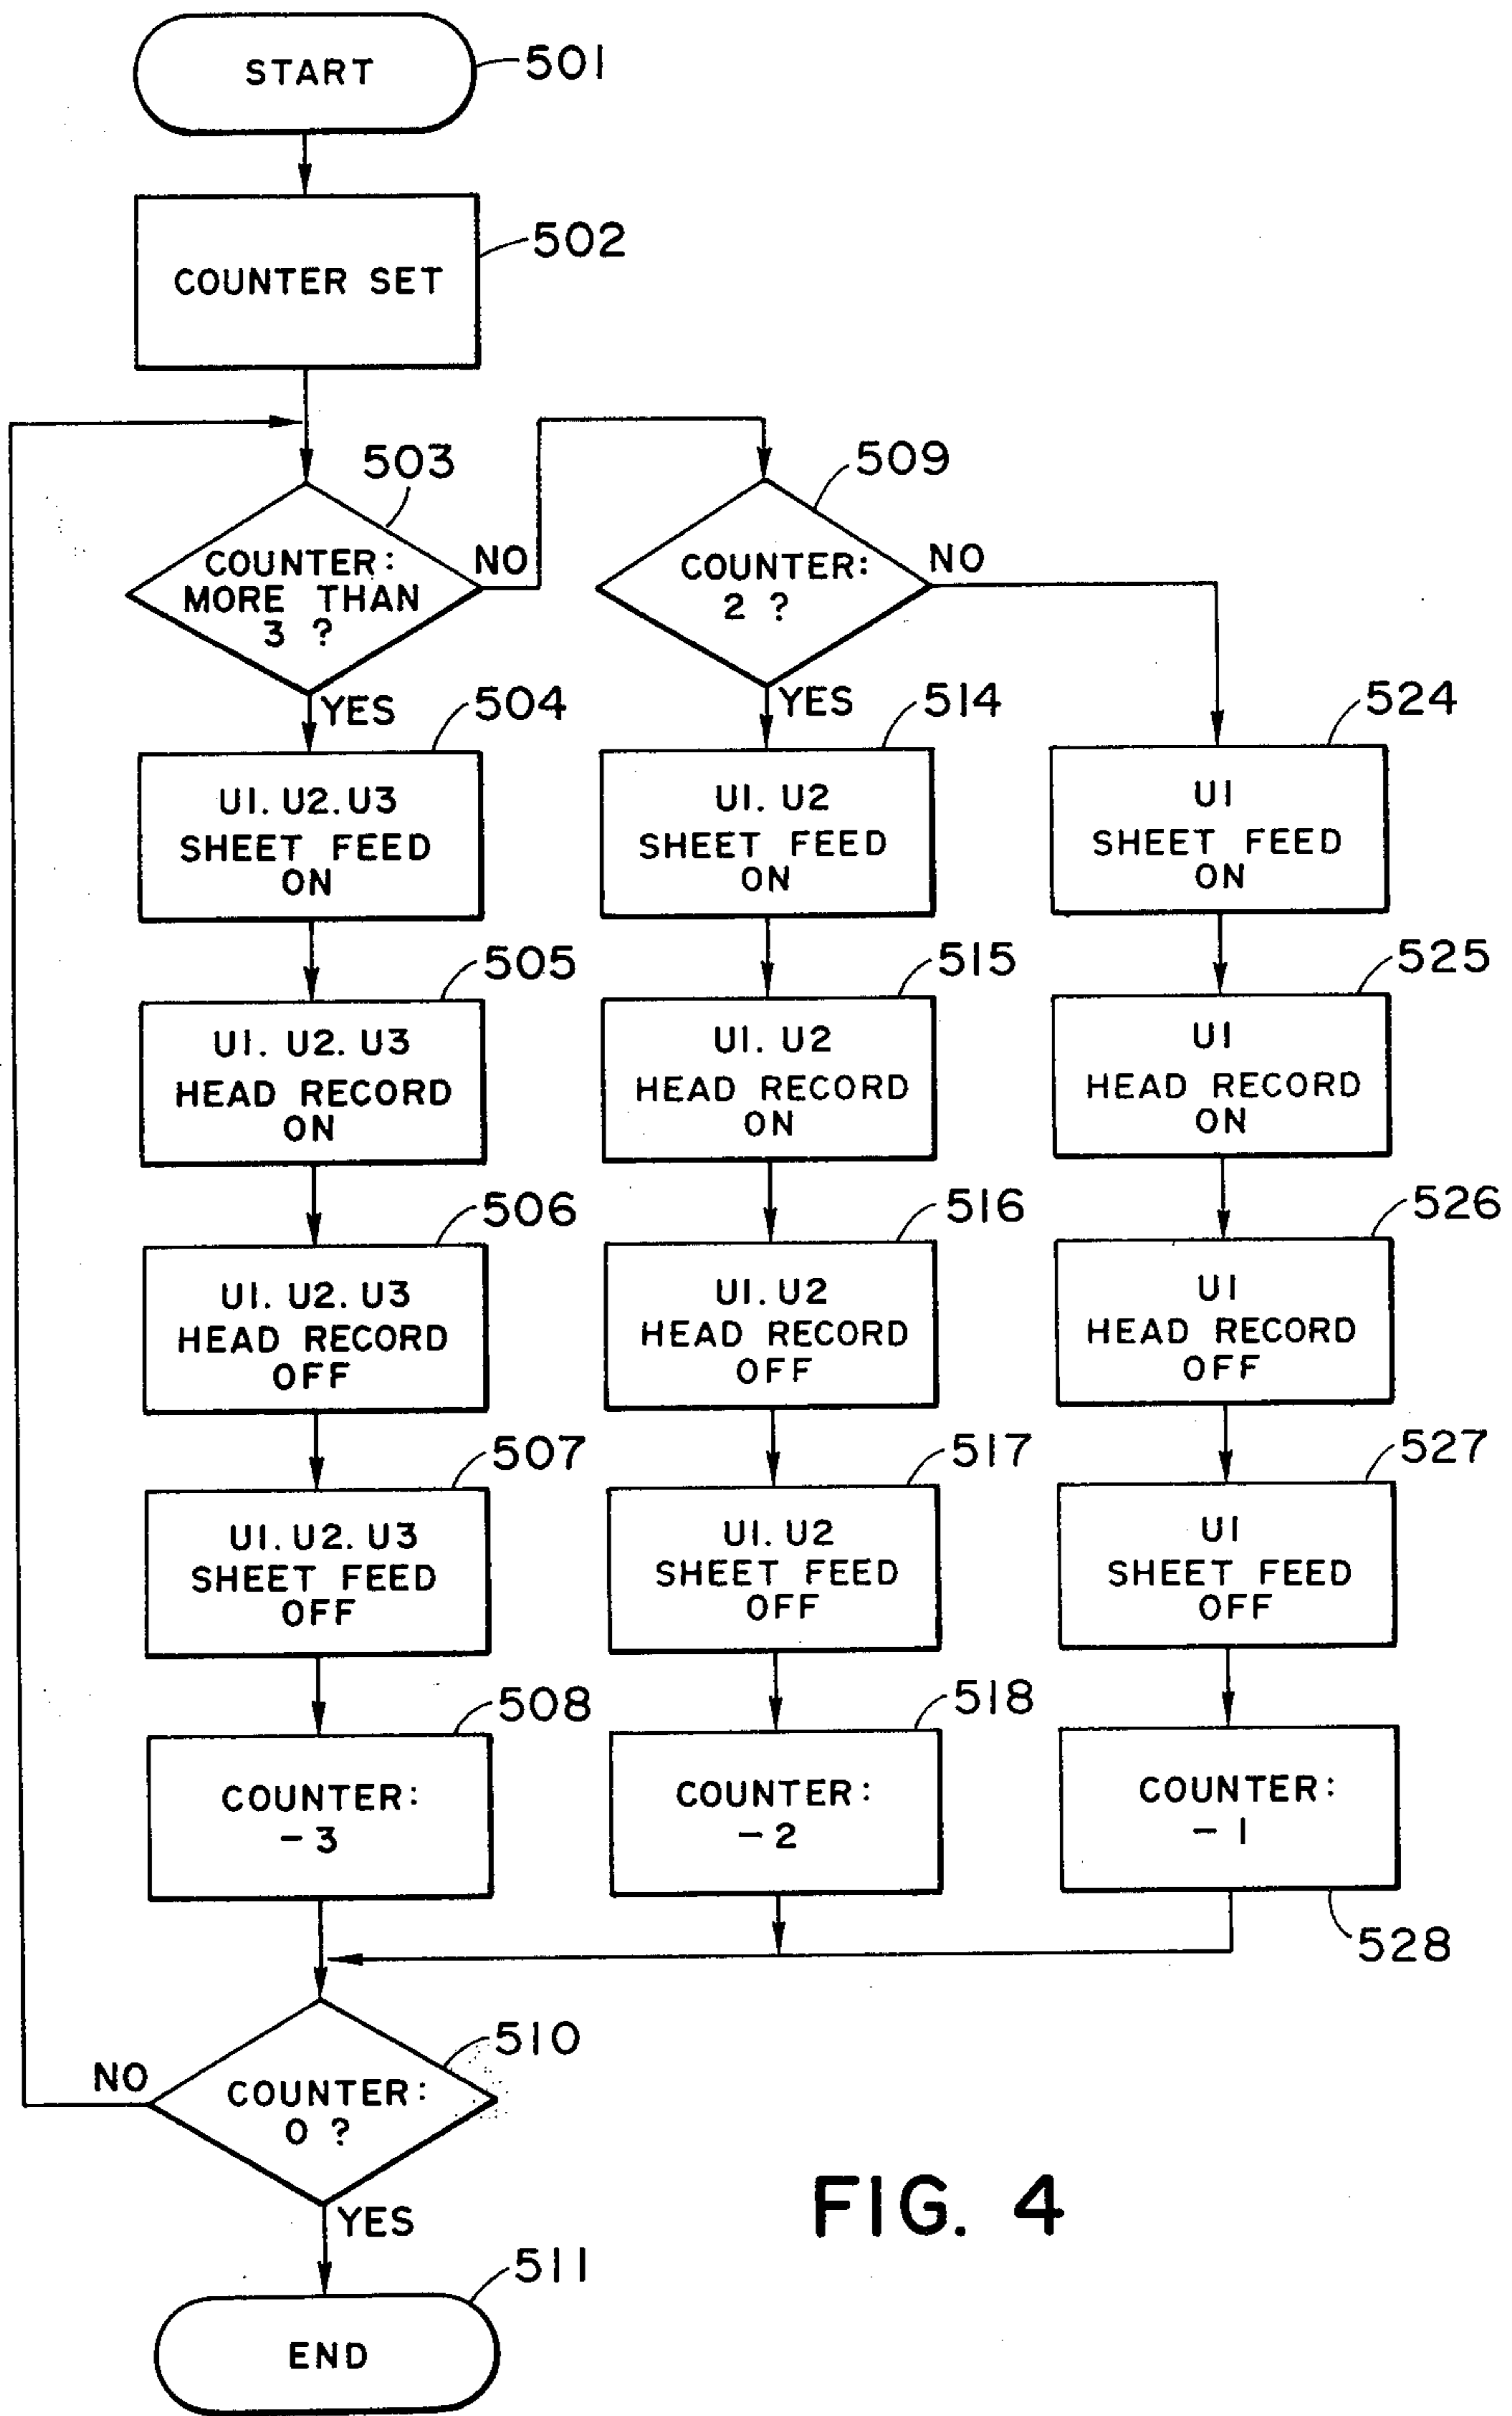 START
501
COUNTER SET
502
503
COUNTER:
MORE THAN
3 ?
NO
YES
509
COUNTER:
2 ?
NO
YES
504
U1. U2. U3
SHEET FEED
ON
514
U1. U2
SHEET FEED
ON
524
U1
SHEET FEED
ON
505
U1. U2. U3
HEAD RECORD
ON
515
U1. U2
HEAD RECORD
ON
525
U1
HEAD RECORD
ON
506
U1. U2. U3
HEAD RECORD
OFF
516
U1. U2
HEAD RECORD
OFF
526
U1
HEAD RECORD
OFF
507
U1. U2. U3
SHEET FEED
OFF
517
U1. U2
SHEET FEED
OFF
527
U1
SHEET FEED
OFF
508
COUNTER:
-3
518
COUNTER:
-2
COUNTER:
-1
528
510
NO
COUNTER:
0 ?
YES
511
END
FIG. 4